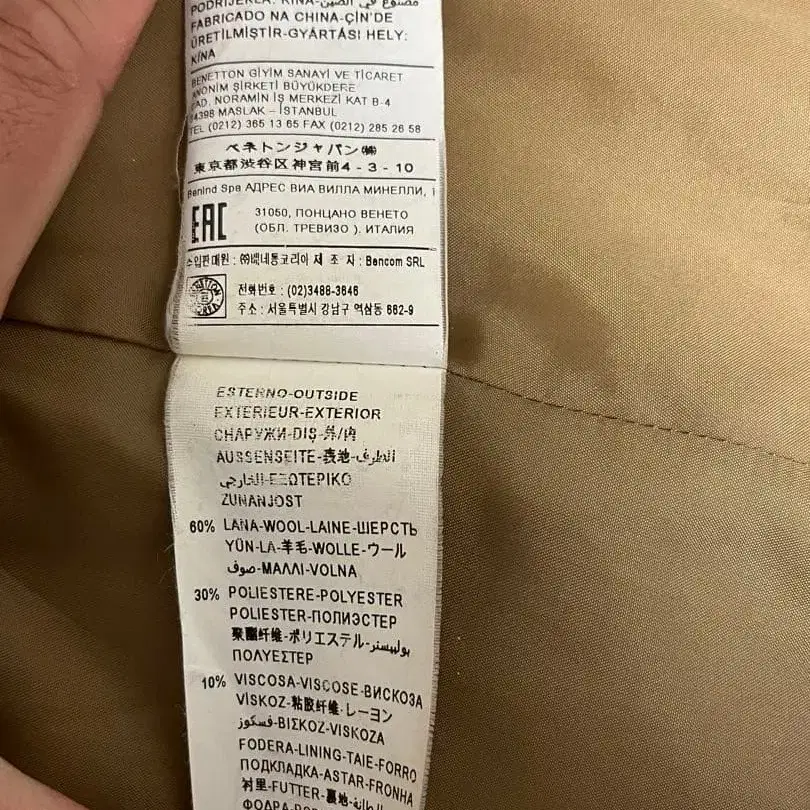 PODRIJEKLA: KINA-مصنوع في الصين
FABRICADO NA CHINA-ÇİN'DE
ÜRETİLMİŞTİR-GYÁRTÁSI HELY:
KÍNA
BENETTON GİYİM SANAYİ VE TİCARET
ANONİM ŞİRKETİ BÜYÜKDERE
CAD. NORAMIN İŞ MERKEZİ KAT B-4
34398 MASLAK – İSTANBUL
TEL (0212) 365 13 65 FAX (0212) 285 26 58
ベネトンジャパン㈱
東京都渋谷区神宮前4-3-10
Benind Spa АДРЕС ВИА ВИЛЛА МИНЕЛЛИ,
EAC
31050, ПОНЦАНО ВЕНЕТО
(ОБЛ. ТРЕВИЗО ). ИТАЛИЯ
수입판매원 : ㈜베네통코리아 제 조 자 : Bencom SRL
BENETTON KOREA
전화번호 : (02)3488-3646
주소 : 서울특별시 강남구 역삼동 662-9
ESTERNO-OUTSIDE
EXTERIEUR-EXTERIOR
СНАРУЖИ-DIŞ-外/内
AUSSENSEITE-表地-الطرف
الخارجي-ΕΞΩΤΕΡΙΚΟ
ZUNANJOST
60% LANA-WOOL-LAINE-ШЕРСТЬ
YÜN-LA-羊毛-WOLLE-ウール
صوف-ΜΑΛΛΙ-VOLNA
30% POLIESTERE-POLYESTER
POLIESTER-ПОЛИЭСТЕР
聚酯纤维-ポリエステル-بوليستر
ΠΟΛΥΕΣΤΕΡ
10% VISCOSA-VISCOSE-ВИСКОЗА
VİSKOZ-粘胶纤维-レーヨン
فسكوز-ΒΙΣΚΟΖ-VISKOZA
FODERA-LINING-TAIE-FORRO
ПОДКЛАДКА-ASTAR-FRONHA
衬里-FUTTER-裏地-البطانة
ΦΟΔΡΑ-POD